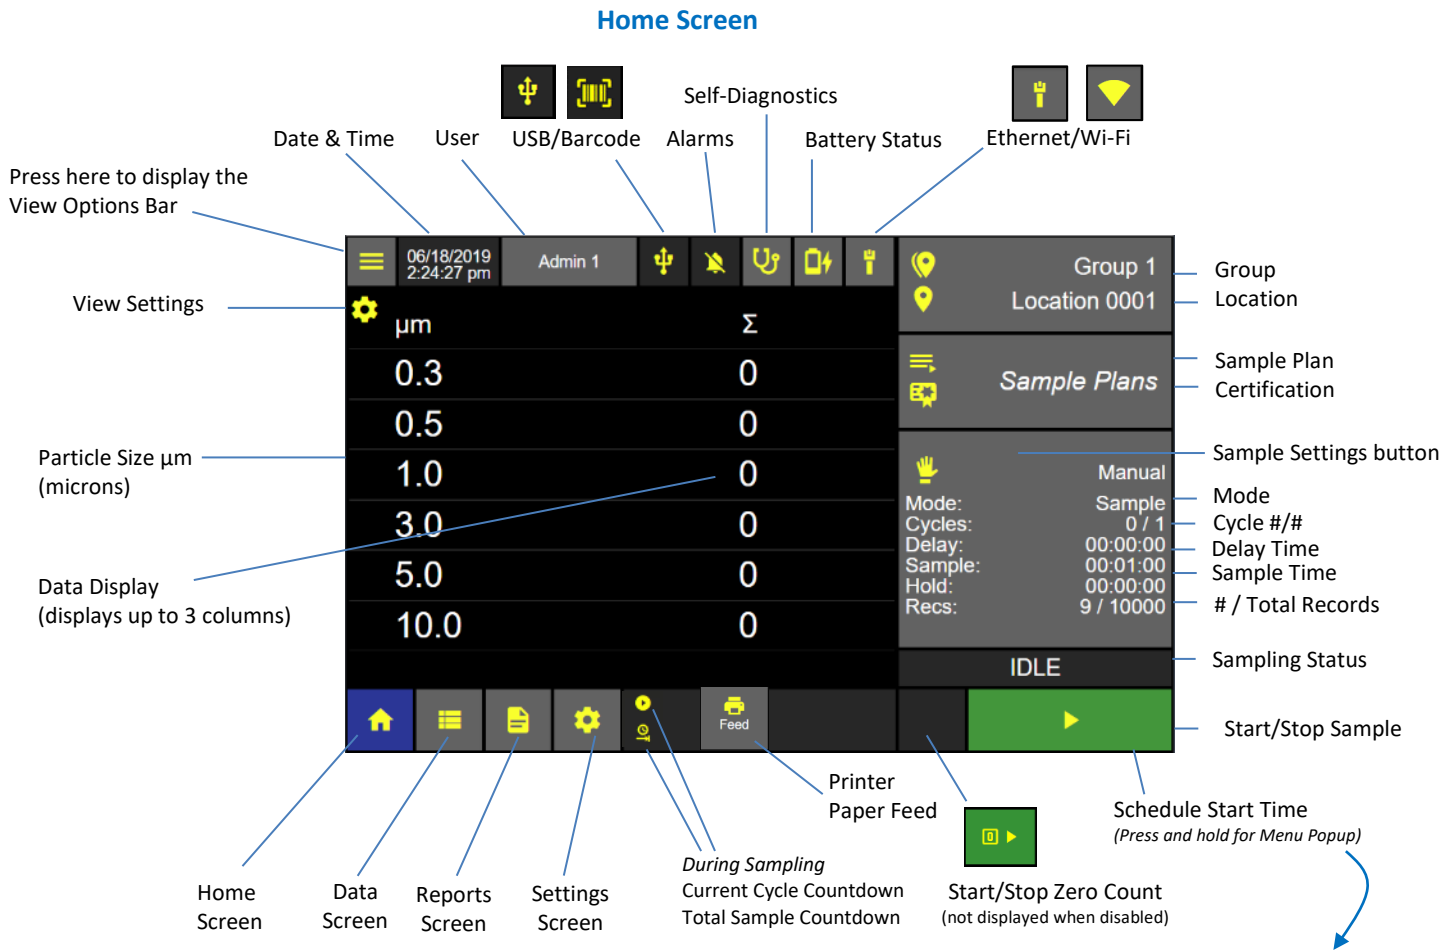 Home Screen
Self-Diagnostics
Date & Time
User
USB/Barcode
Alarms
Battery Status
Ethernet/Wi-Fi
Press here to display the
View Options Bar
06/18/2019
2:24:27 pm
Admin 1
Group 1
Location 0001
Group
Location
View Settings
µm
Σ
0.3
0
0.5
0
1.0
0
3.0
0
5.0
0
10.0
0
Sample Plans
Sample Plan
Certification
Particle Size µm
(microns)
Data Display
(displays up to 3 columns)
Sample Settings button
Manual
Mode:
Sample
Cycles:
0 / 1
Delay:
00:00:00
Sample:
00:01:00
Hold:
00:00:00
Recs:
9 / 10000
Mode
Cycle #/#
Delay Time
Sample Time
# / Total Records
IDLE
Sampling Status
Feed
Start/Stop Sample
Printer
Paper Feed
0
Schedule Start Time
(Press and hold for Menu Popup)
Home
Screen
Data
Screen
Reports
Screen
Settings
Screen
During Sampling
Current Cycle Countdown
Total Sample Countdown
Start/Stop Zero Count
(not displayed when disabled)